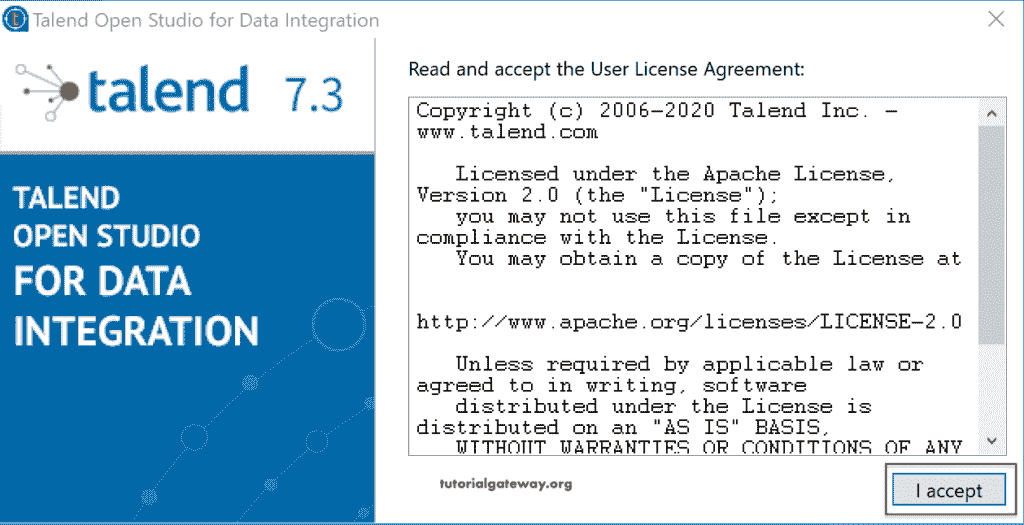 Talend Open Studio for Data Integration
talend 7.3
TALEND
OPEN STUDIO
FOR DATA
INTEGRATION
Read and accept the User License Agreement:
Copyright (c) 2006-2020 Talend Inc. -
www.talend.com
Licensed under the Apache License,
Version 2.0 (the "License");
you may not use this file except in
compliance with the License.
You may obtain a copy of the License at
http://www.apache.org/licenses/LICENSE-2.0
Unless required by applicable law or
agreed to in writing, software
distributed under the License is
distributed on an "AS IS" BASIS,
WITHOUT WARRANTIES OR CONDITIONS OF ANY
tutorialgateway.org
I accept